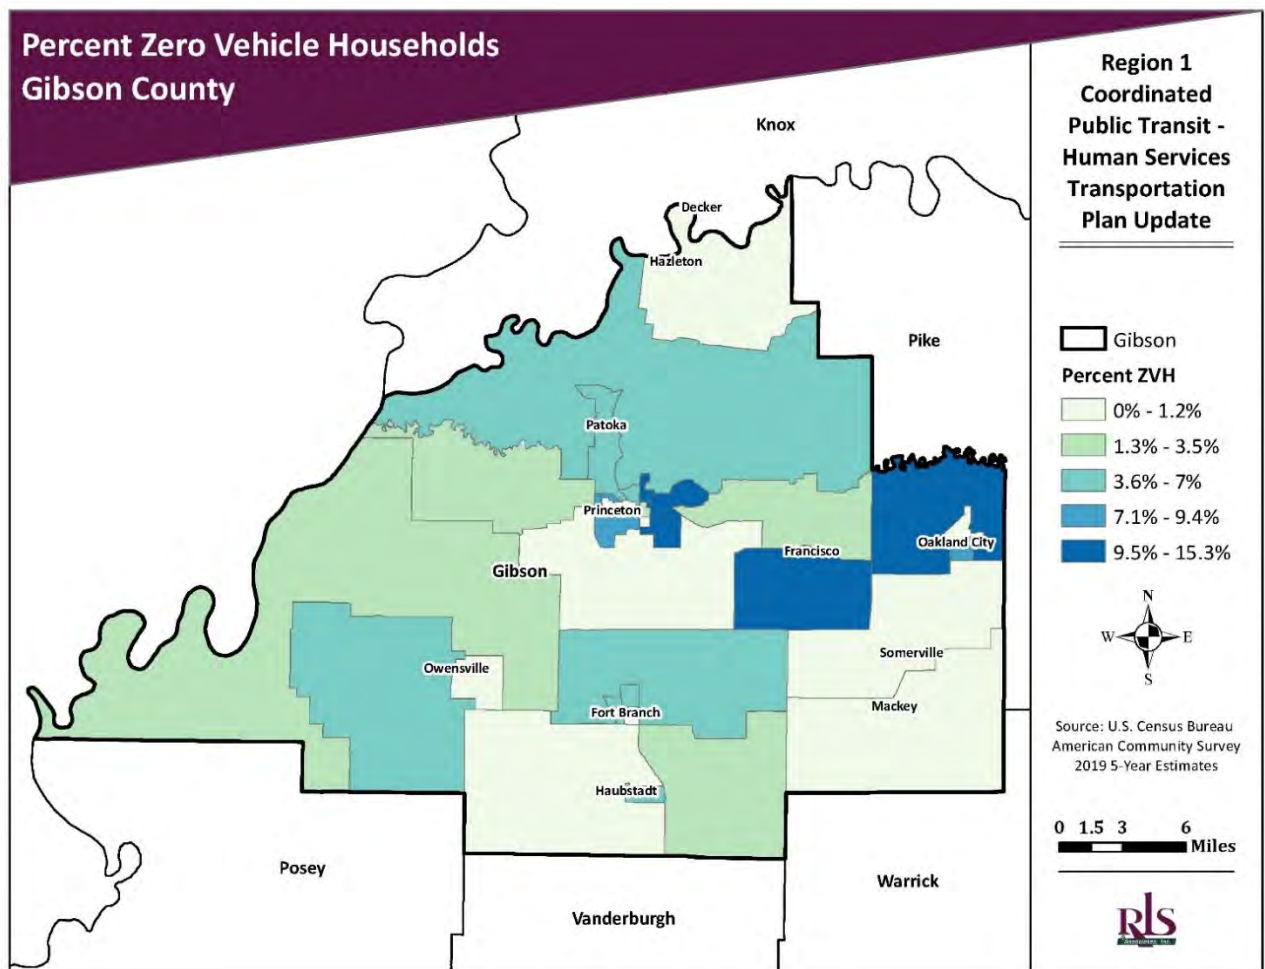 Percent Zero Vehicle Households
Gibson County
Region 1
Coordinated
Public Transit -
Human Services
Transportation
Plan Update
Knox
Decker
Hazleton
Pike
Patoka
Princeton
Francisco
Oakland City
Gibson
Owensville
Somerville
Mackey
Fort Branch
Haubstadt
Posey
Vanderburgh
Warrick
Gibson
Percent ZVH
0% - 1.2%
1.3% - 3.5%
3.6% - 7%
7.1% - 9.4%
9.5% - 15.3%
N
W E
S
Source: U.S. Census Bureau
American Community Survey
2019 5-Year Estimates
0 1.5 3 6
Miles
RLS
& Associates, Inc.